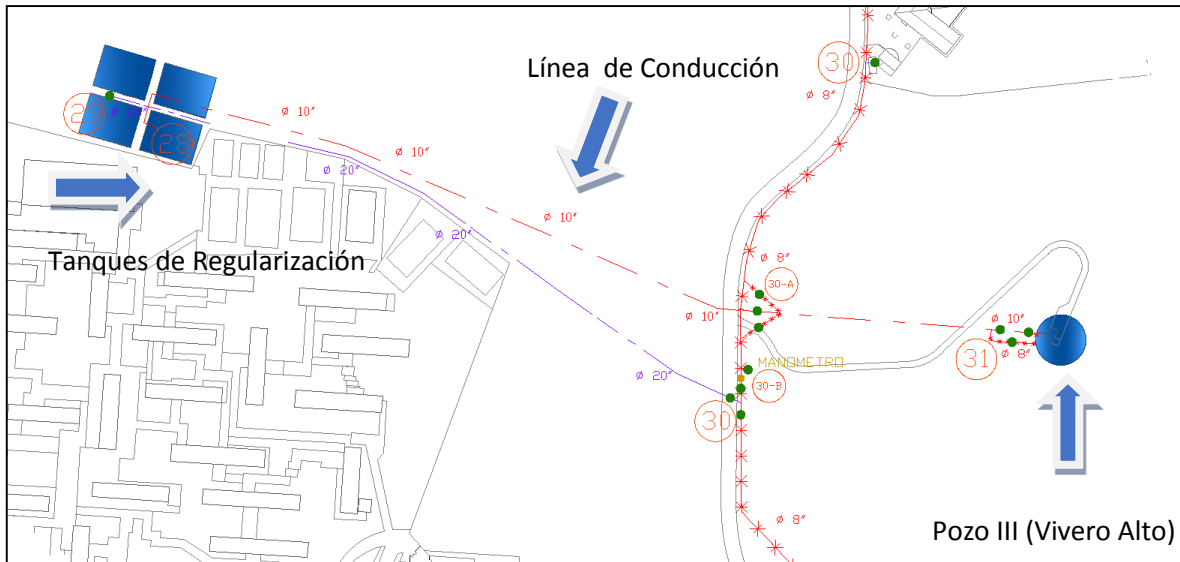 30
ø 8"
Línea de Conducción
27
28
ø 10"
ø 10"
ø 20"
ø 10"
ø 20"
Tanques de Regularización
ø 8"
30-A
ø 10"
ø 10"
31
ø 8"
MANOMETRO
ø 20"
30-B
30
ø 8"
Pozo III (Vivero Alto)